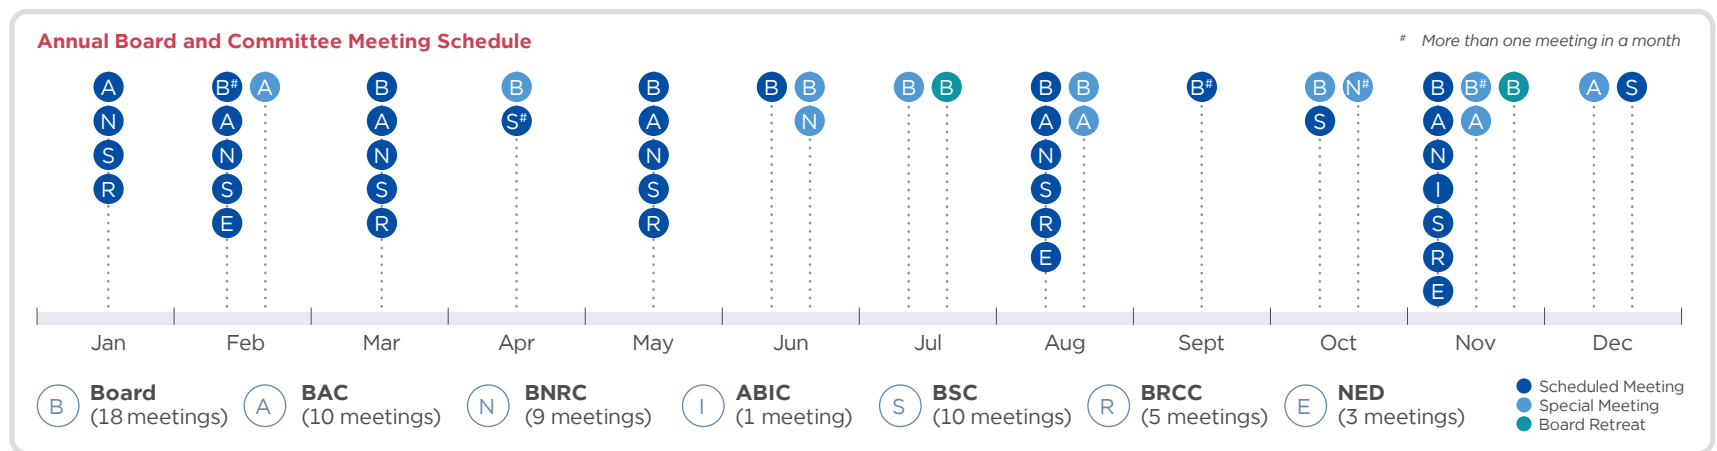 Annual Board and Committee Meeting Schedule
# More than one meeting in a month
A B# A B B B B B B B B B B# B N# B B# B A S
N A A S# A N A A S A A
S N N N N N
R S S S S I
E R R R S
E R
E
Jan Feb Mar Apr May Jun Jul Aug Sept Oct Nov Dec
B Board (18 meetings)
A BAC (10 meetings)
N BNRC (9 meetings)
I ABIC (1 meeting)
S BSC (10 meetings)
R BRCC (5 meetings)
E NED (3 meetings)
Scheduled Meeting
Special Meeting
Board Retreat